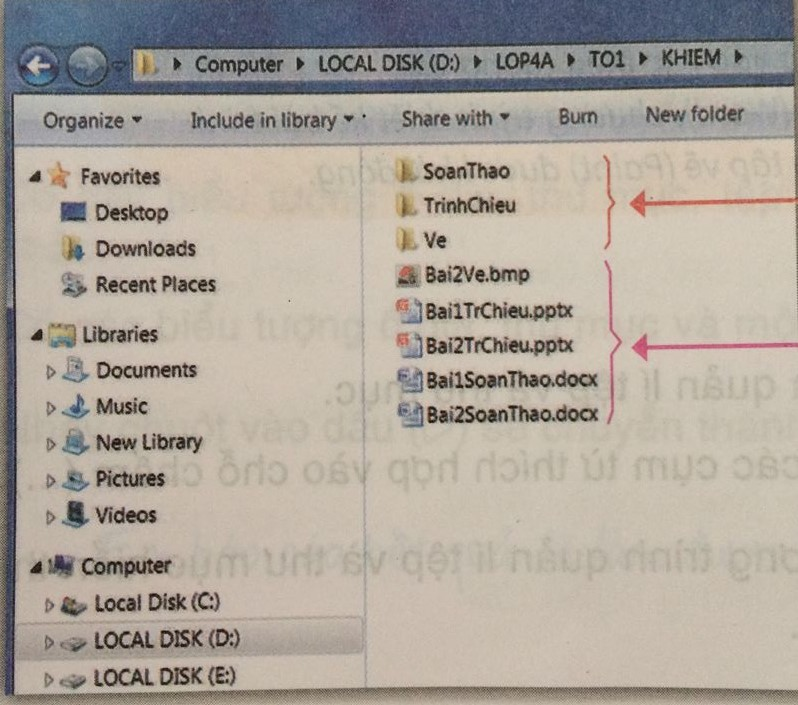 Computer LOCAL DISK (D:) LOP4A TO1 KHIEM
Organize Include in library Share with Burn New folder
Favorites
Desktop
Downloads
Recent Places
Libraries
Documents
Music
New Library
Pictures
Videos
Computer
Local Disk (C:)
LOCAL DISK (D:)
LOCAL DISK (E:)
SoanThao
TrinhChieu
Ve
Bai2Ve.bmp
Bai1TrChieu.pptx
Bai2TrChieu.pptx
Bai1SoanThao.docx
Bai2SoanThao.docx